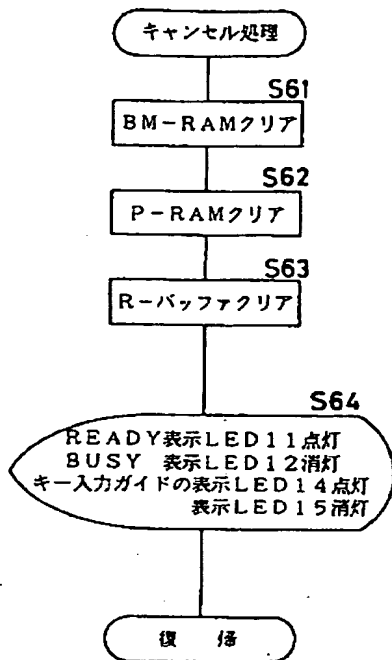 キャンセル処理
S61
BM-RAMクリア
S62
P-RAMクリア
S63
R-バッファクリア
S64
READY表示LED11点灯
BUSY 表示LED12消灯
キー入力ガイドの表示LED14点灯
表示LED15消灯
復 帰